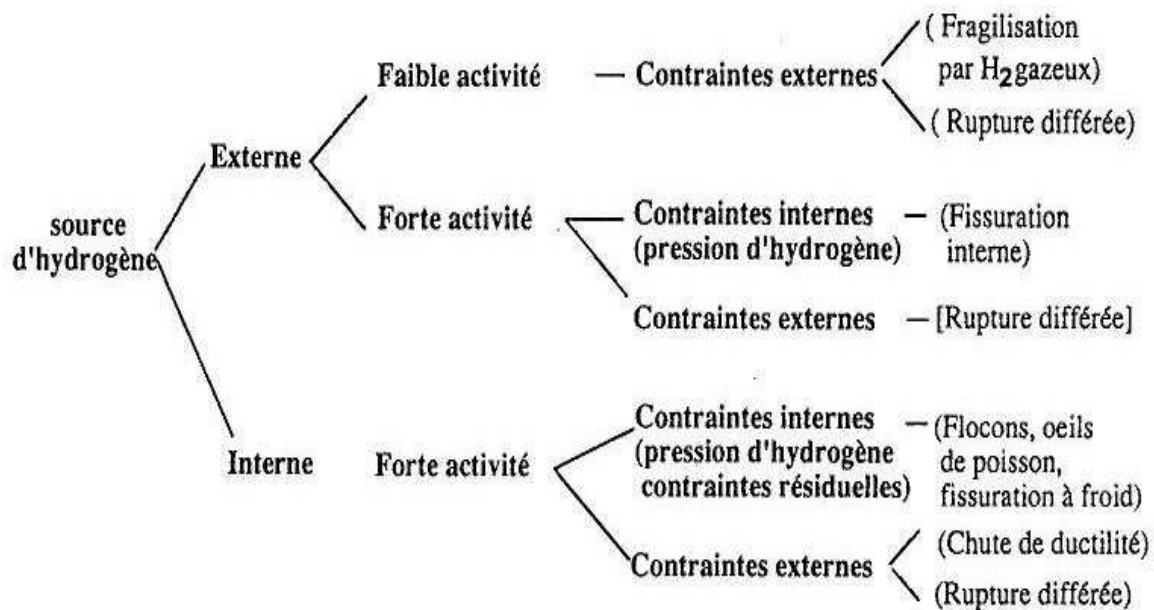 source
d'hydrogène
Externe
Faible activité
Contraintes externes
( Fragilisation
par H2gazeux)
( Rupture différée)
Forte activité
Contraintes internes
(pression d'hydrogène)
(Fissuration
interne)
Contraintes externes
[Rupture différée]
Interne
Forte activité
Contraintes internes
(pression d'hydrogène
contraintes résiduelles)
(Flocons, oeils
de poisson,
fissuration à froid)
Contraintes externes
(Chute de ductilité)
(Rupture différée)